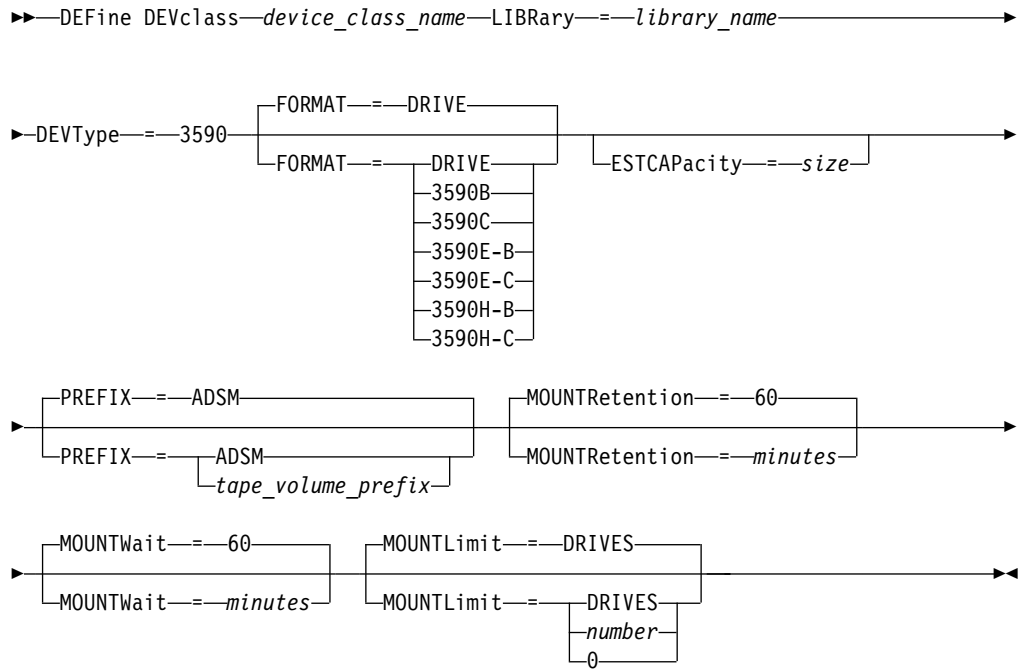 DEFine DEVclass device_class_name LIBRary = library_name
FORMAT = DRIVE
DEVType = 3590
FORMAT = DRIVE
3590B
3590C
3590E-B
3590E-C
3590H-B
3590H-C
ESTCAPacity = size
PREFIX = ADSM
PREFIX = ADSM
tape_volume_prefix
MOUNTRetention = 60
MOUNTRetention = minutes
MOUNTWait = 60
MOUNTWait = minutes
MOUNTLimit = DRIVES
MOUNTLimit = DRIVES
number
0